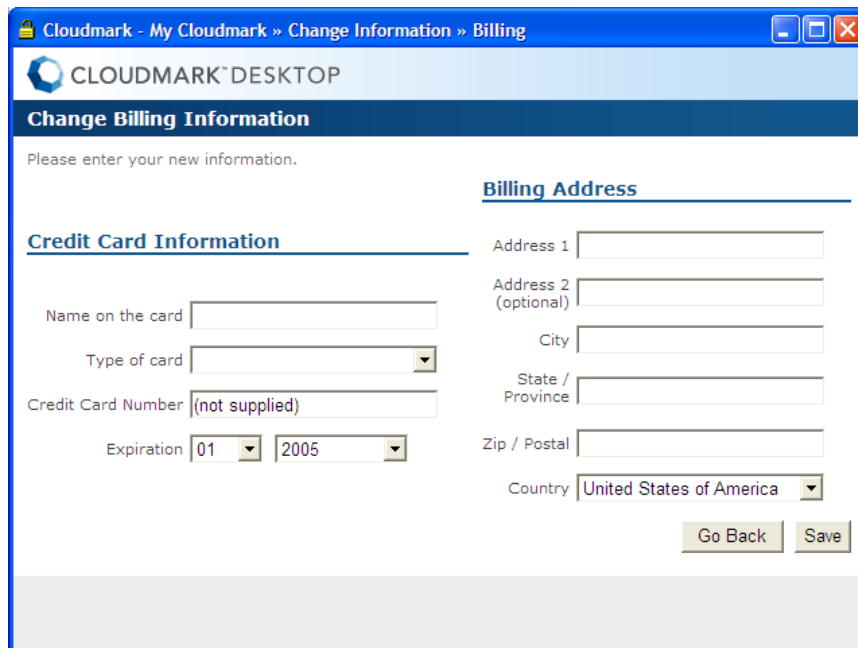 Cloudmark - My Cloudmark » Change Information » Billing
CLOUDMARK™DESKTOP
Change Billing Information
Please enter your new information.
Credit Card Information
Name on the card
Type of card
Credit Card Number (not supplied)
Expiration 01 2005
Billing Address
Address 1
Address 2
(optional)
City
State /
Province
Zip / Postal
Country United States of America
Go Back Save